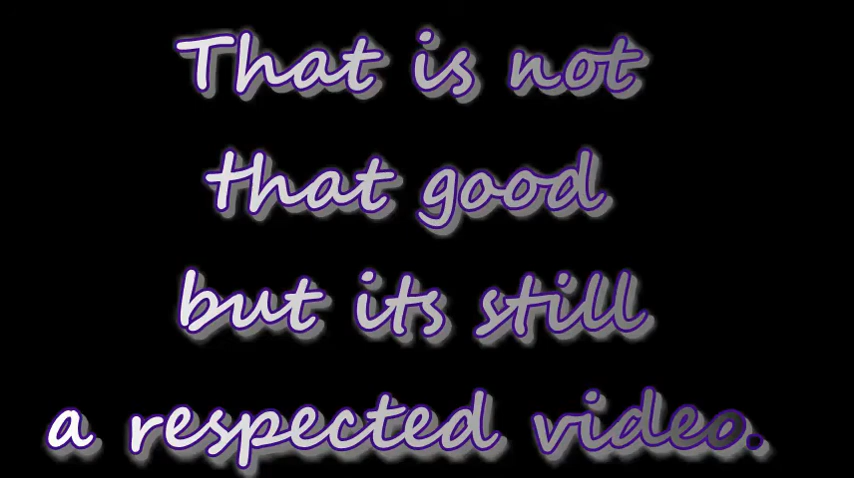 That is not
that good
but its still
a respected video.